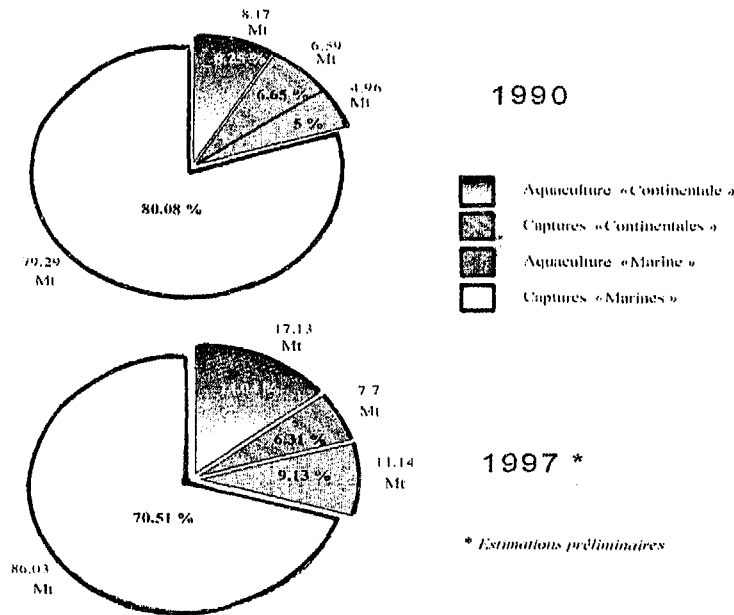 8.17
Mt
6.59
Mt
4.96
Mt
6.65 %
5 %
80.08 %
79.29
Mt
1990
Aquaculture «Continentale»
Captures «Continentales»
Aquaculture «Marine»
Captures «Marines»
17.13
Mt
7.7
Mt
11.14
Mt
6.31 %
9.13 %
70.51 %
86.03
Mt
1997 *
* Estimations préliminaires